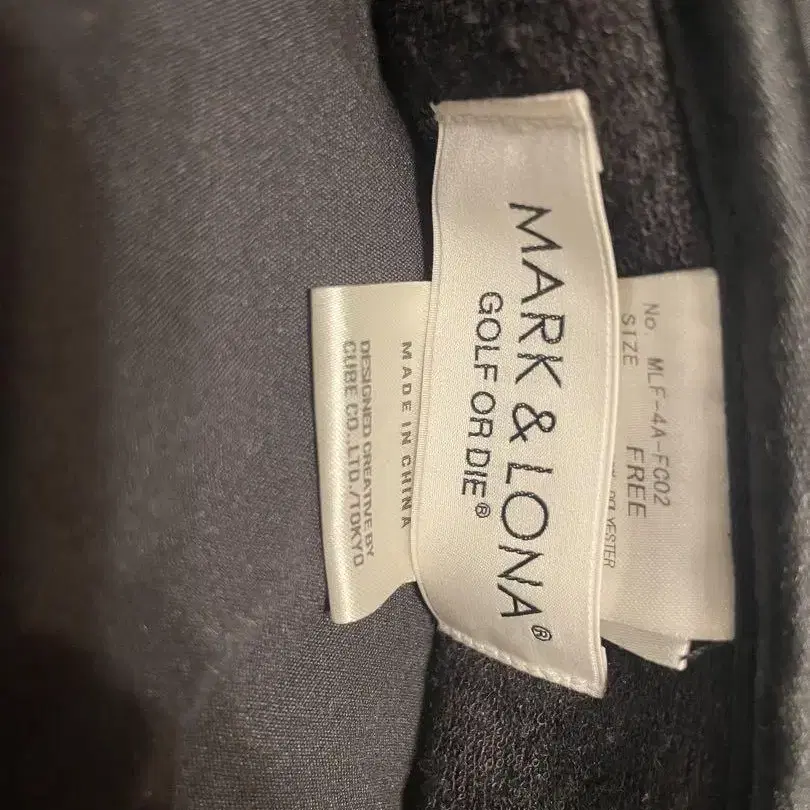 MARK & LONA®
GOLF OR DIE®
No. MLF-4A-FC02
SIZE FREE
POLYESTER
MADE IN CHINA
DESIGNED CREATIVE BY
CUBE CO.,LTD./TOKYO